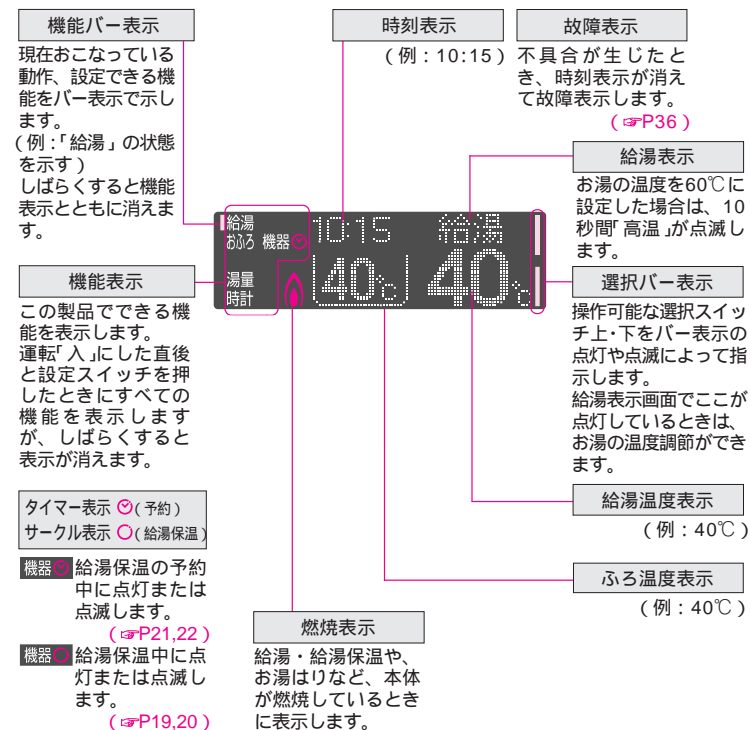 機能バー表示
現在おこなっている
動作、設定できる機
能をバー表示で示し
ます。
(例:「給湯」の状態
を示す)
しばらくすると機能
表示とともに消えま
す。
時刻表示
(例:10:15)
故障表示
不具合が生じたと
き、時刻表示が消え
て故障表示します。
(☞P36)
給湯表示
お湯の温度を60℃に
設定した場合は、10
秒間「高温」が点滅し
ます。
給湯 10:15 給湯
おふろ 機器
湯量 40℃ 40℃
時計
機能表示
この製品でできる機
能を表示します。
運転「入」にした直後
と設定スイッチを押
したときにすべての
機能を表示します
が、しばらくすると
表示が消えます。
選択バー表示
操作可能な選択スイッ
チ上・下をバー表示の
点灯や点滅によって指
示します。
給湯表示画面でここが
点灯しているときは、
お湯の温度調節ができ
ます。
給湯温度表示
(例:40℃)
ふろ温度表示
(例:40℃)
タイマー表示 (予約)
サークル表示 (給湯保温)
機器 給湯保温の予約
中に点灯または
点滅します。
(☞P21,22)
機器 給湯保温中に点
灯または点滅し
ます。
(☞P19,20)
燃焼表示
給湯・給湯保温や、
お湯はりなど、本体
が燃焼しているとき
に表示します。